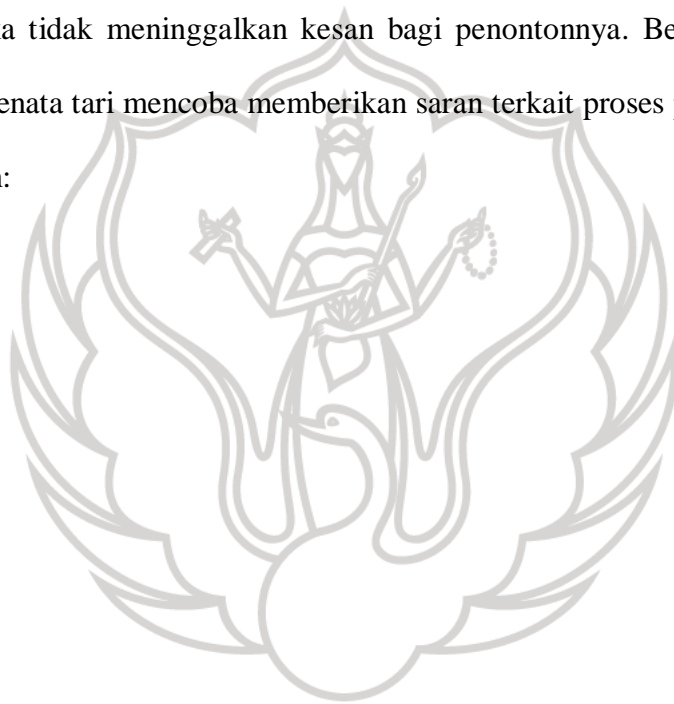 tidak meninggalkan kesan bagi penontonnya. Be
enata tari mencoba memberikan saran terkait proses
: